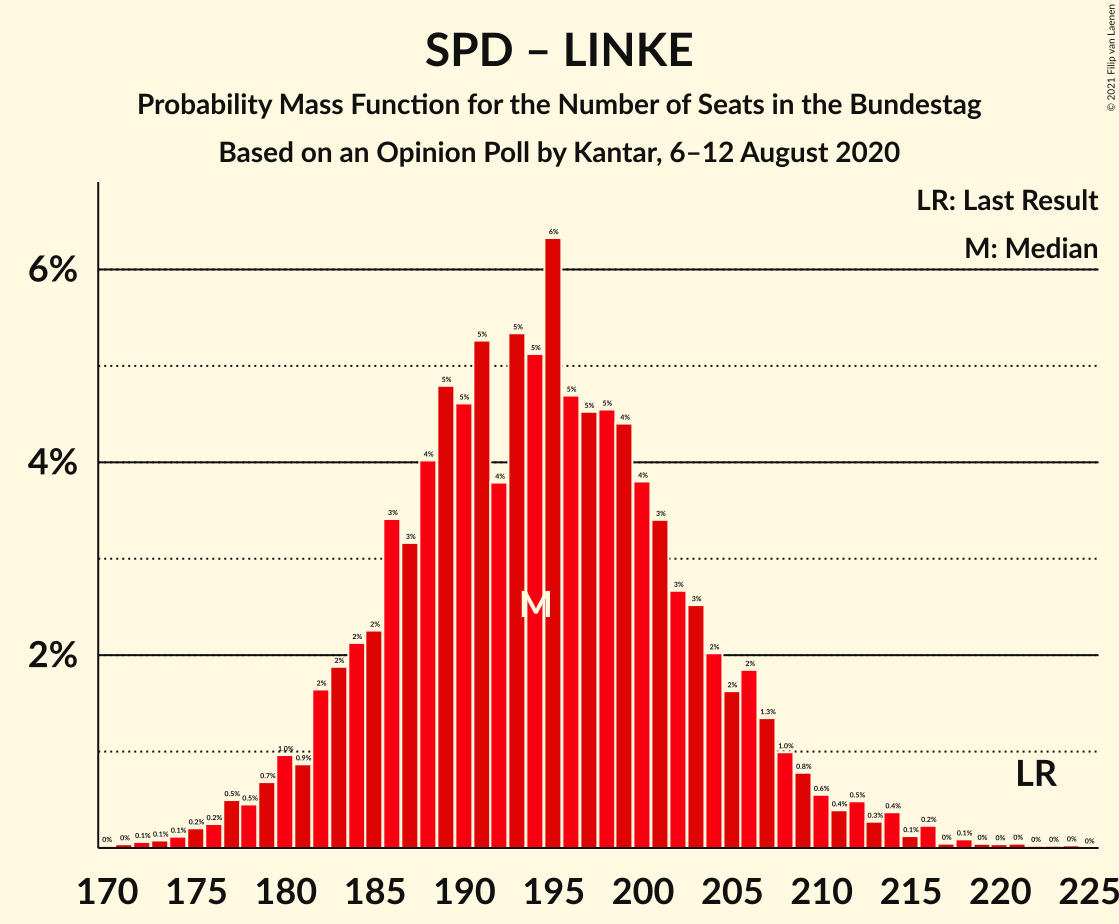 SPD – LINKE
Probability Mass Function for the Number of Seats in the Bundestag
Based on an Opinion Poll by Kantar, 6–12 August 2020
© 2021 Filip van Laenen
LR: Last Result
M: Median
6%
4%
2%
0% 0% 0.1% 0.1% 0.1% 0.2% 0.2% 0.5% 0.5% 0.7% 1.0% 0.9% 2% 2% 2% 2% 3% 3% 4% 5% 5% 5% 4% 5% 5% 6% 5% 5% 5% 4% 4% 3% 3% 3% 2% 2% 2% 1.3% 1.0% 0.8% 0.6% 0.4% 0.5% 0.3% 0.4% 0.1% 0.2% 0% 0.1% 0% 0% 0% 0% 0% 0% 0%
M
LR
170 175 180 185 190 195 200 205 210 215 220 225